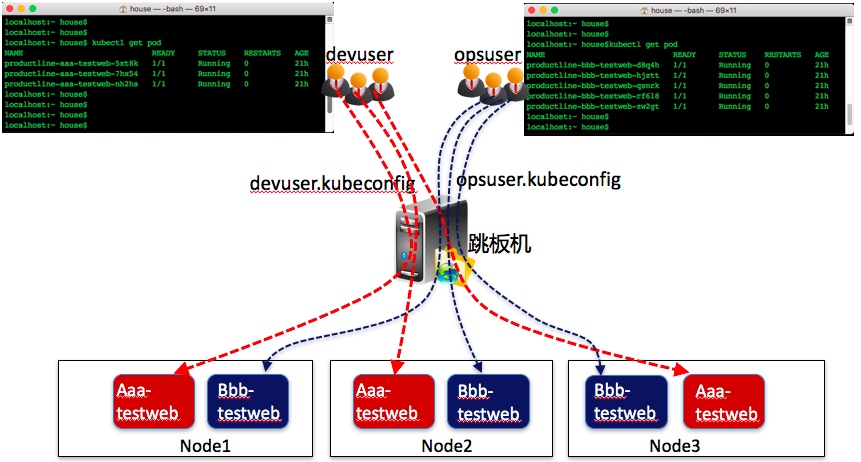 house — -bash — 69×11
localhost:~ house$
localhost:~ house$
localhost:~ house$ kubectl get pod
NAME READY STATUS RESTARTS AGE
productline-aaa-testweb-5xt8k 1/1 Running 0 21h
productline-aaa-testweb-7hx54 1/1 Running 0 21h
productline-aaa-testweb-nh2hs 1/1 Running 0 21h
localhost:~ house$
localhost:~ house$
localhost:~ house$
devuser
opsuser
house — -bash — 69×11
localhost:~ house$
localhost:~ house$
localhost:~ house$kubectl get pod
NAME READY STATUS RESTARTS AGE
productline-bbb-testweb-d8q4h 1/1 Running 0 21h
productline-bbb-testweb-hjztt 1/1 Running 0 21h
productline-bbb-testweb-qsnrk 1/1 Running 0 21h
productline-bbb-testweb-rf6l8 1/1 Running 0 21h
productline-bbb-testweb-zw2gt 1/1 Running 0 21h
localhost:~ house$
localhost:~ house$
devuser.kubeconfig
opsuser.kubeconfig
跳板机
Aaa-
testweb
Bbb-
testweb
Node1
Aaa-
testweb
Bbb-
testweb
Node2
Bbb-
testweb
Aaa-
testweb
Node3